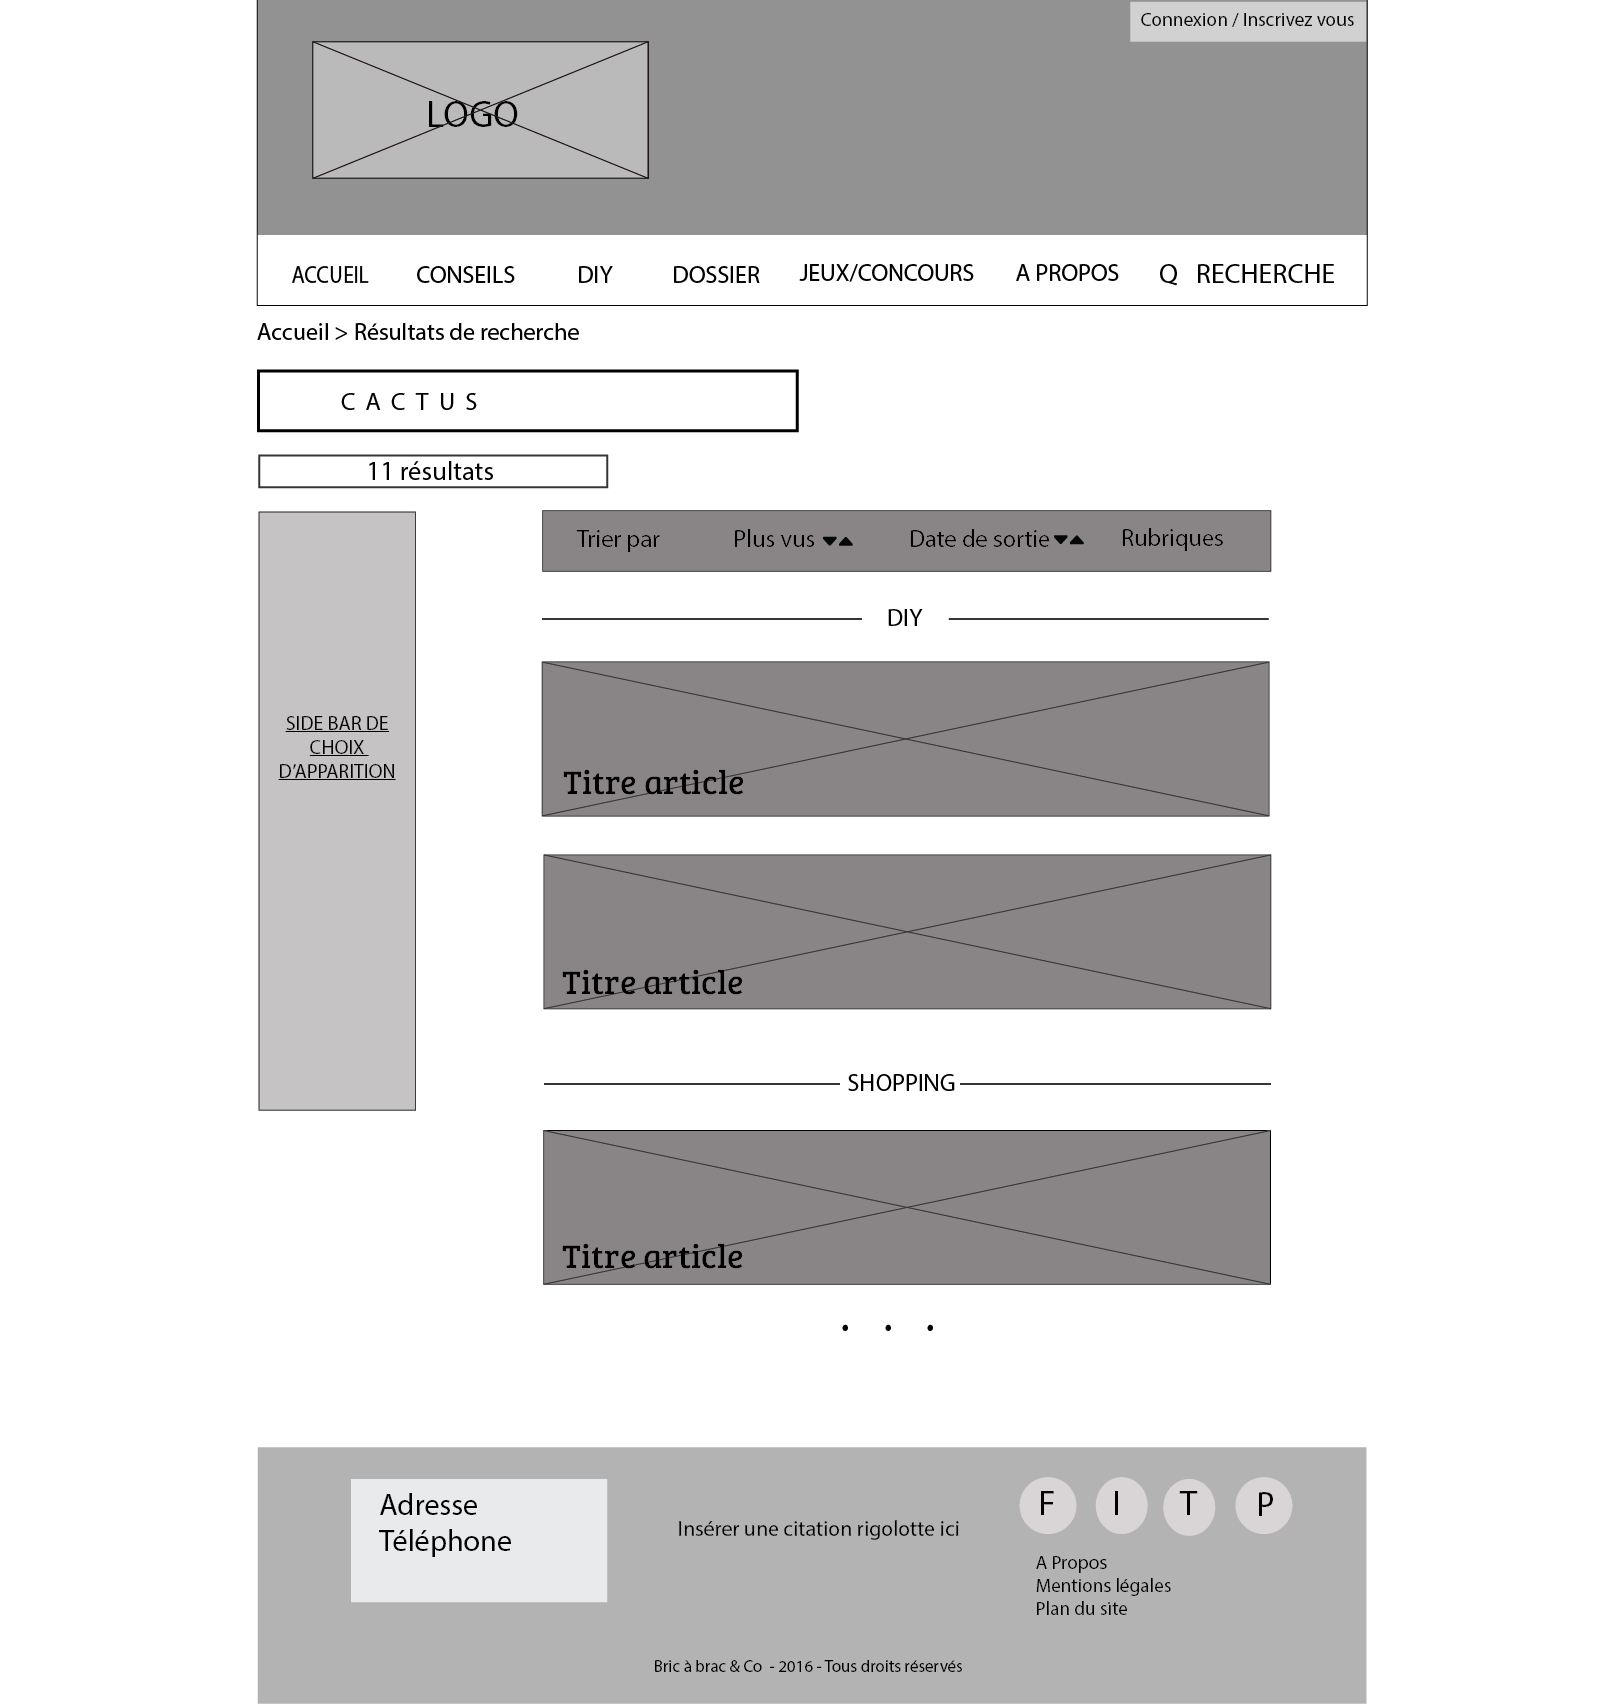 Connexion / Inscrivez vous
LOGO
ACCUEIL CONSEILS DIY DOSSIER JEUX/CONCOURS A PROPOS Q RECHERCHE
Accueil > Résultats de recherche
CACTUS
11 résultats
Trier par Plus vus Date de sortie Rubriques
DIY
SIDE BAR DE
CHOIX
D'APPARITION
Titre article
Titre article
SHOPPING
Titre article
. . .
Adresse
Téléphone
Insérer une citation rigolotte ici
F I T P
A Propos
Mentions légales
Plan du site
Bric à brac & Co - 2016 - Tous droits réservés